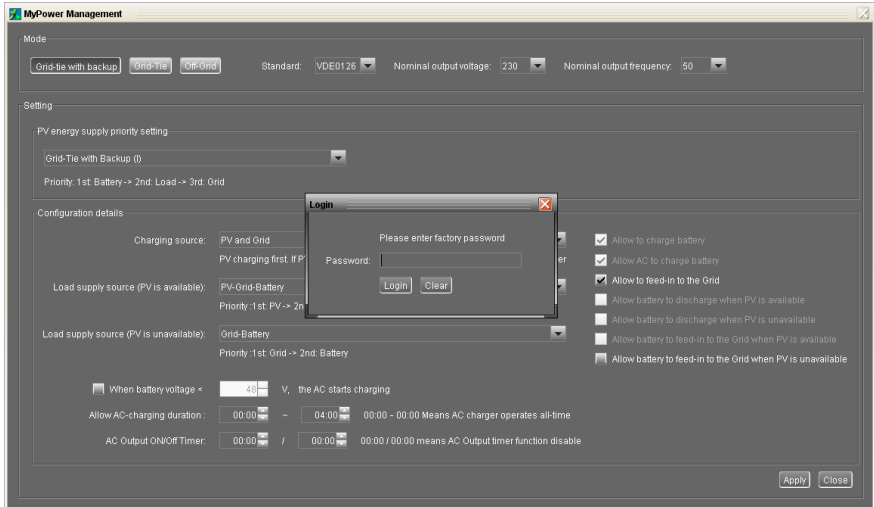 MyPower Management
Mode
Grid-tie with backup Grid-Tie Off-Grid Standard: VDE0126 Nominal output voltage: 230 Nominal output frequency: 50
Setting
PV energy supply priority setting
Grid-Tie with Backup (I)
Priority: 1st: Battery -> 2nd: Load -> 3rd: Grid
Login
Please enter factory password
Password:
Login Clear
Configuration details
Charging source: PV and Grid
PV charging first. If P er
Load supply source (PV is available): PV-Grid-Battery
Priority :1st: PV-> 2n
Load supply source (PV is unavailable): Grid-Battery
Priority :1st: Grid -> 2nd: Battery
Allow to charge battery
Allow AC to charge battery
Allow to feed-in to the Grid
Allow battery to discharge when PV is available
Allow battery to discharge when PV is unavailable
Allow battery to feed-in to the Grid when PV is available
Allow battery to feed-in to the Grid when PV is unavailable
When battery voltage < 48 V, the AC starts charging
Allow AC-charging duration : 00:00 – 04:00 00:00 - 00:00 Means AC charger operates all-time
AC Output ON/Off Timer: 00:00 / 00:00 00:00 / 00:00 means AC Output timer function disable
Apply Close